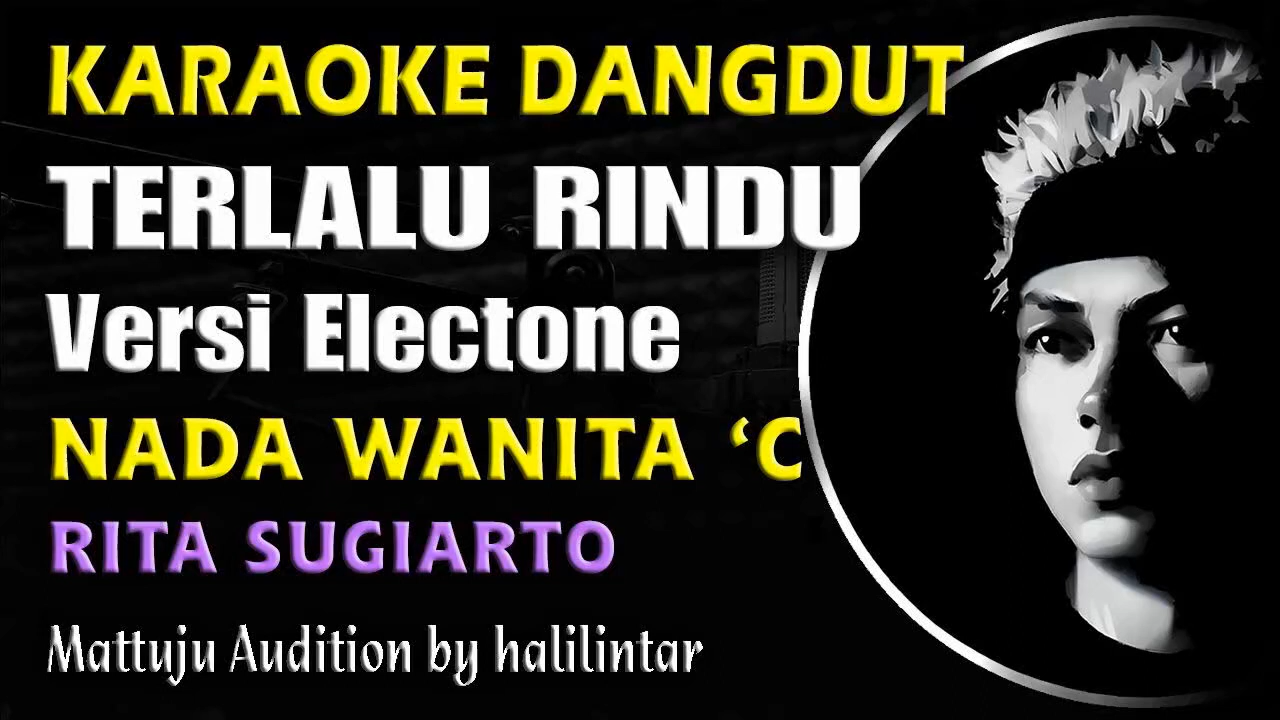 KARAOKE DANGDUT
TERLALU RINDU
Versi Electone
NADA WANITA ‘C
RITA SUGIARTO
Mattuju Audition by halilintar